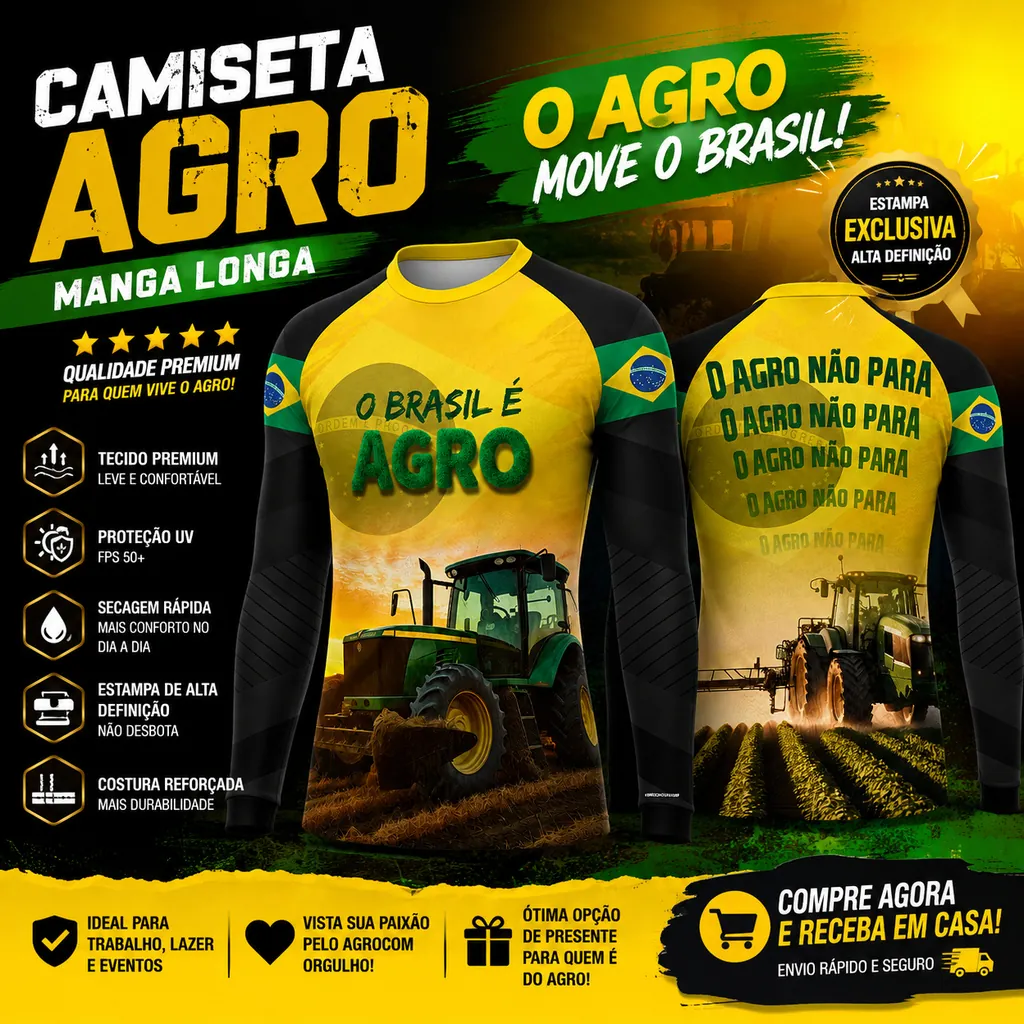 CAMISETA
AGRO
MANGA LONGA
O AGRO
MOVE O BRASIL!
ESTAMPA
EXCLUSIVA
ALTA DEFINIÇÃO
QUALIDADE PREMIUM
PARA QUEM VIVE O AGRO!
TECIDO PREMIUM
LEVE E CONFORTÁVEL
PROTEÇÃO UV
FPS 50+
SECAGEM RÁPIDA
MAIS CONFORTO NO
DIA A DIA
ESTAMPA DE ALTA
DEFINIÇÃO
NÃO DESBOTA
COSTURA REFORÇADA
MAIS DURABILIDADE
O BRASIL É
AGRO
O AGRO NÃO PARA
O AGRO NÃO PARA
O AGRO NÃO PARA
O AGRO NÃO PARA
O AGRO NÃO PARA
IDEAL PARA
TRABALHO, LAZER
E EVENTOS
VISTA SUA PAIXÃO
PELO AGROCOM
ORGULHO!
ÓTIMA OPÇÃO
DE PRESENTE
PARA QUEM É
DO AGRO!
COMPRE AGORA
E RECEBA EM CASA!
ENVIO RÁPIDO E SEGURO